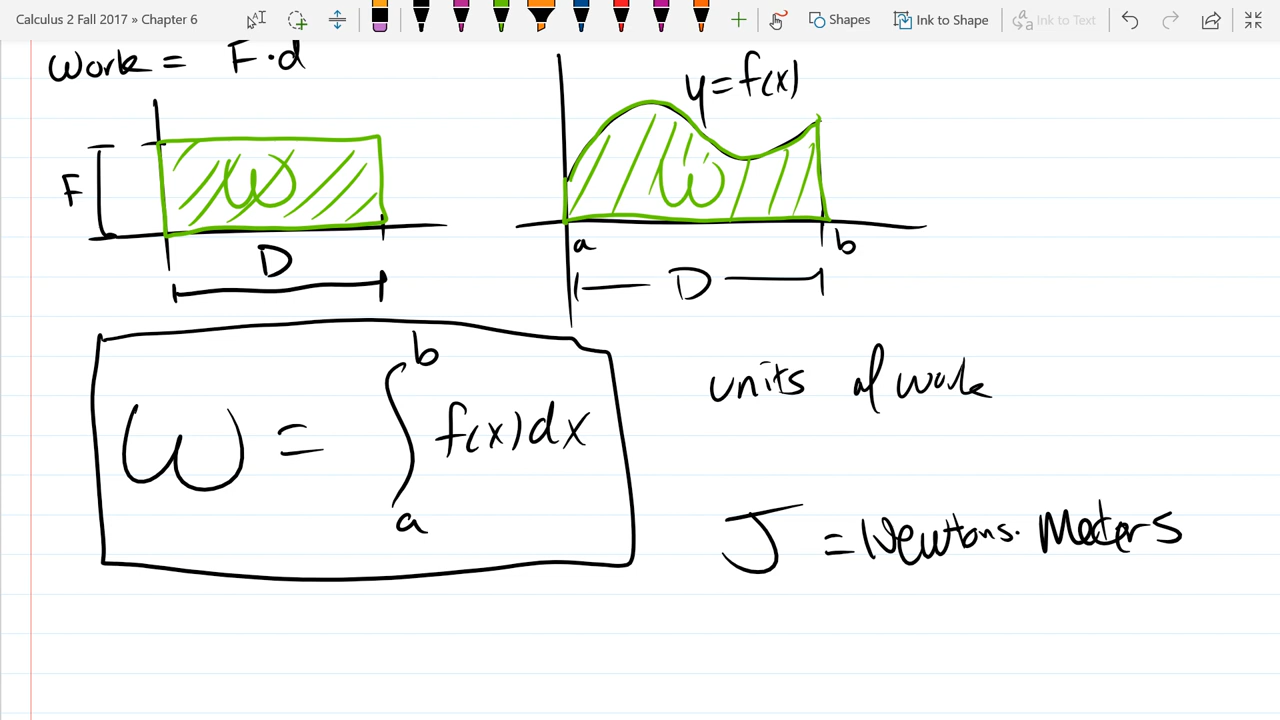 Calculus 2 Fall 2017 » Chapter 6
Shapes
Ink to Shape
Ink to Text
Work = F·d
y=f(x)
F
W
W
a
b
D
D
W = ∫_a^b f(x)dx
units of work
J = Newtons · Meters